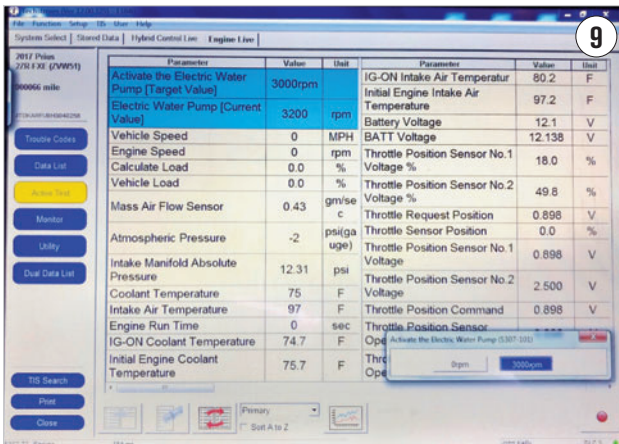 9
File Function Setup TIS User Help
System Select Stored Data Hybrid Control Live Engine Live
2017 Prius
2ZR-FXE (ZVW51)
000066 mile
Trouble Codes
Data List
Active Test
Monitor
Utility
Dual Data List
TIS Search
Print
Close
Parameter Value Unit
Activate the Electric Water Pump [Target Value] 3000rpm
Electric Water Pump [Current Value] 3200 rpm
Vehicle Speed 0 MPH
Engine Speed 0 rpm
Calculate Load 0.0 %
Vehicle Load 0.0 %
Mass Air Flow Sensor 0.43 gm/sec
Atmospheric Pressure -2 psi(gauge)
Intake Manifold Absolute Pressure 12.31 psi
Coolant Temperature 75 F
Intake Air Temperature 97 F
Engine Run Time 0 sec
IG-ON Coolant Temperature 74.7 F
Initial Engine Coolant Temperature 75.7 F
Parameter Value Unit
IG-ON Intake Air Temperatur 80.2 F
Initial Engine Intake Air Temperature 97.2 F
Battery Voltage 12.1 V
BATT Voltage 12.138 V
Throttle Position Sensor No.1 Voltage % 18.0 %
Throttle Position Sensor No.2 Voltage % 49.8 %
Throttle Request Position 0.898 V
Throttle Sensor Position 0.0 %
Throttle Position Sensor No.1 Voltage 0.898 V
Throttle Position Sensor No.2 Voltage 2.500 V
Throttle Position Command 0.898 V
Throttle Position Sensor
Activate the Electric Water Pump (5307-101)
0rpm 3000rpm
Primary
Sort A to Z